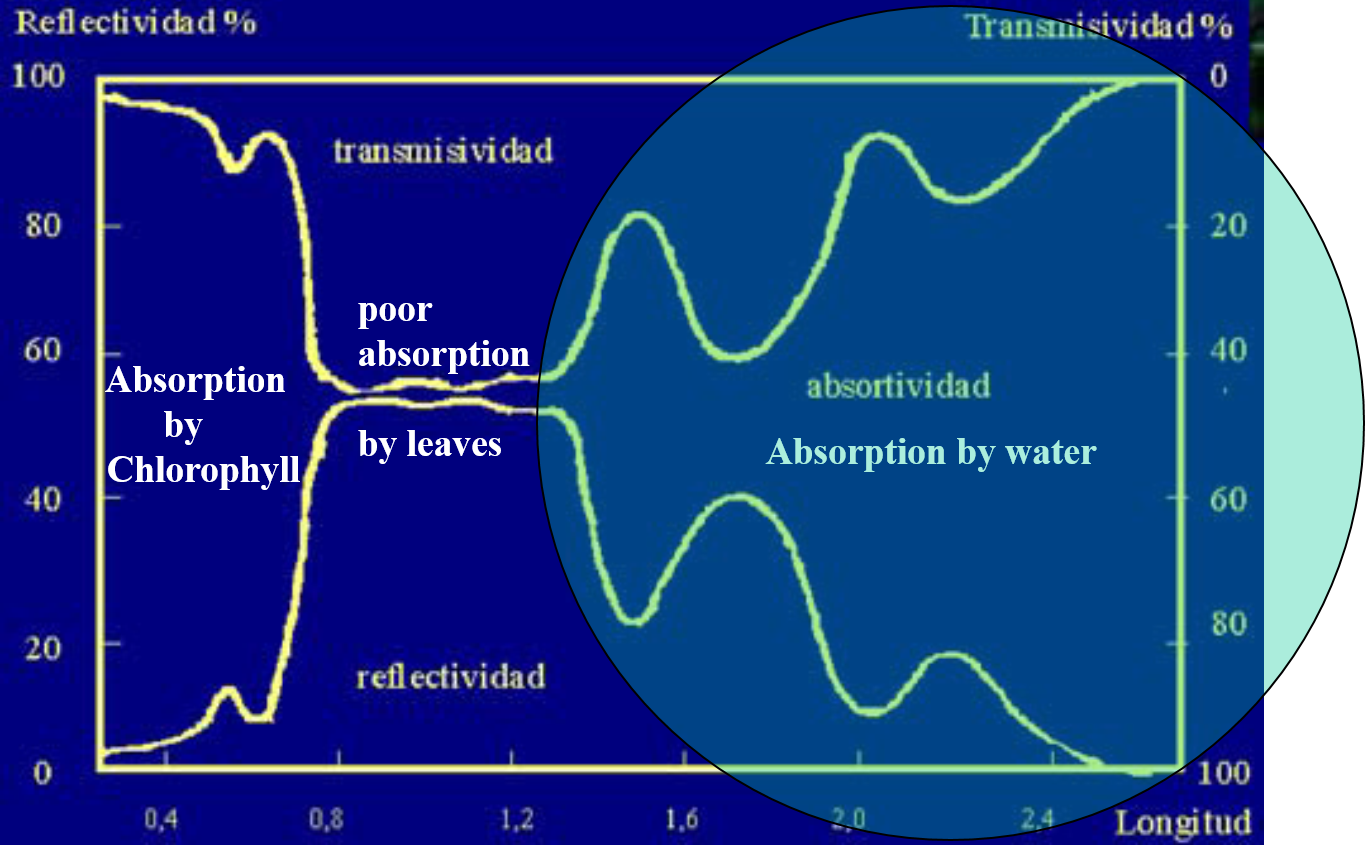 Reflectividad %
Transmisividad %
100
0
transmisividad
80
20
poor
absorption
60
40
Absorption
by
Chlorophyll
absortividad
by leaves
Absorption by water
40
60
80
20
reflectividad
0
100
0,4
0,8
1,2
1,6
2,0
2,4
Longitud